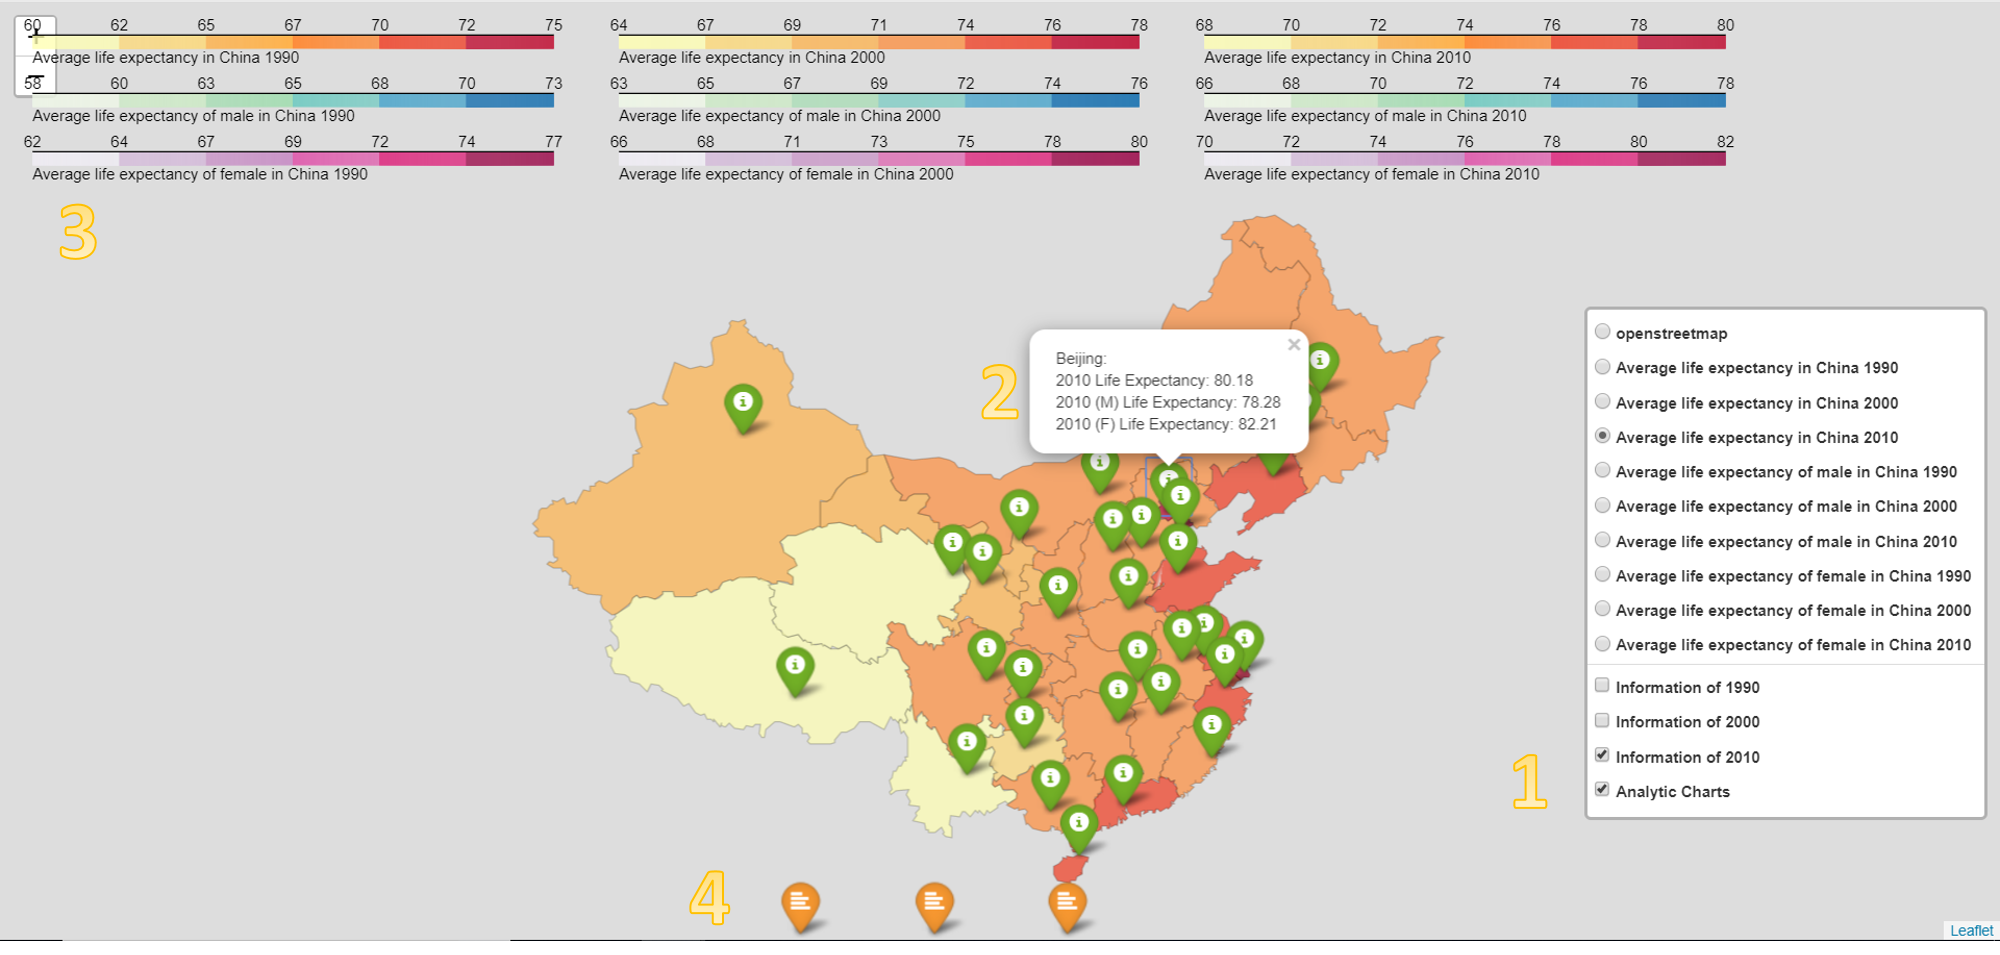 60 62 65 67 70 72 75
Average life expectancy in China 1990
64 67 69 71 74 76 78
Average life expectancy in China 2000
68 70 72 74 76 78 80
Average life expectancy in China 2010
58 60 63 65 68 70 73
Average life expectancy of male in China 1990
63 65 67 69 72 74 76
Average life expectancy of male in China 2000
66 68 70 72 74 76 78
Average life expectancy of male in China 2010
62 64 67 69 72 74 77
Average life expectancy of female in China 1990
66 68 71 73 75 78 80
Average life expectancy of female in China 2000
70 72 74 76 78 80 82
Average life expectancy of female in China 2010
+
−
3
2
Beijing:
2010 Life Expectancy: 80.18
2010 (M) Life Expectancy: 78.28
2010 (F) Life Expectancy: 82.21
×
openstreetmap
Average life expectancy in China 1990
Average life expectancy in China 2000
Average life expectancy in China 2010
Average life expectancy of male in China 1990
Average life expectancy of male in China 2000
Average life expectancy of male in China 2010
Average life expectancy of female in China 1990
Average life expectancy of female in China 2000
Average life expectancy of female in China 2010
Information of 1990
Information of 2000
Information of 2010
Analytic Charts
1
4
Leaflet